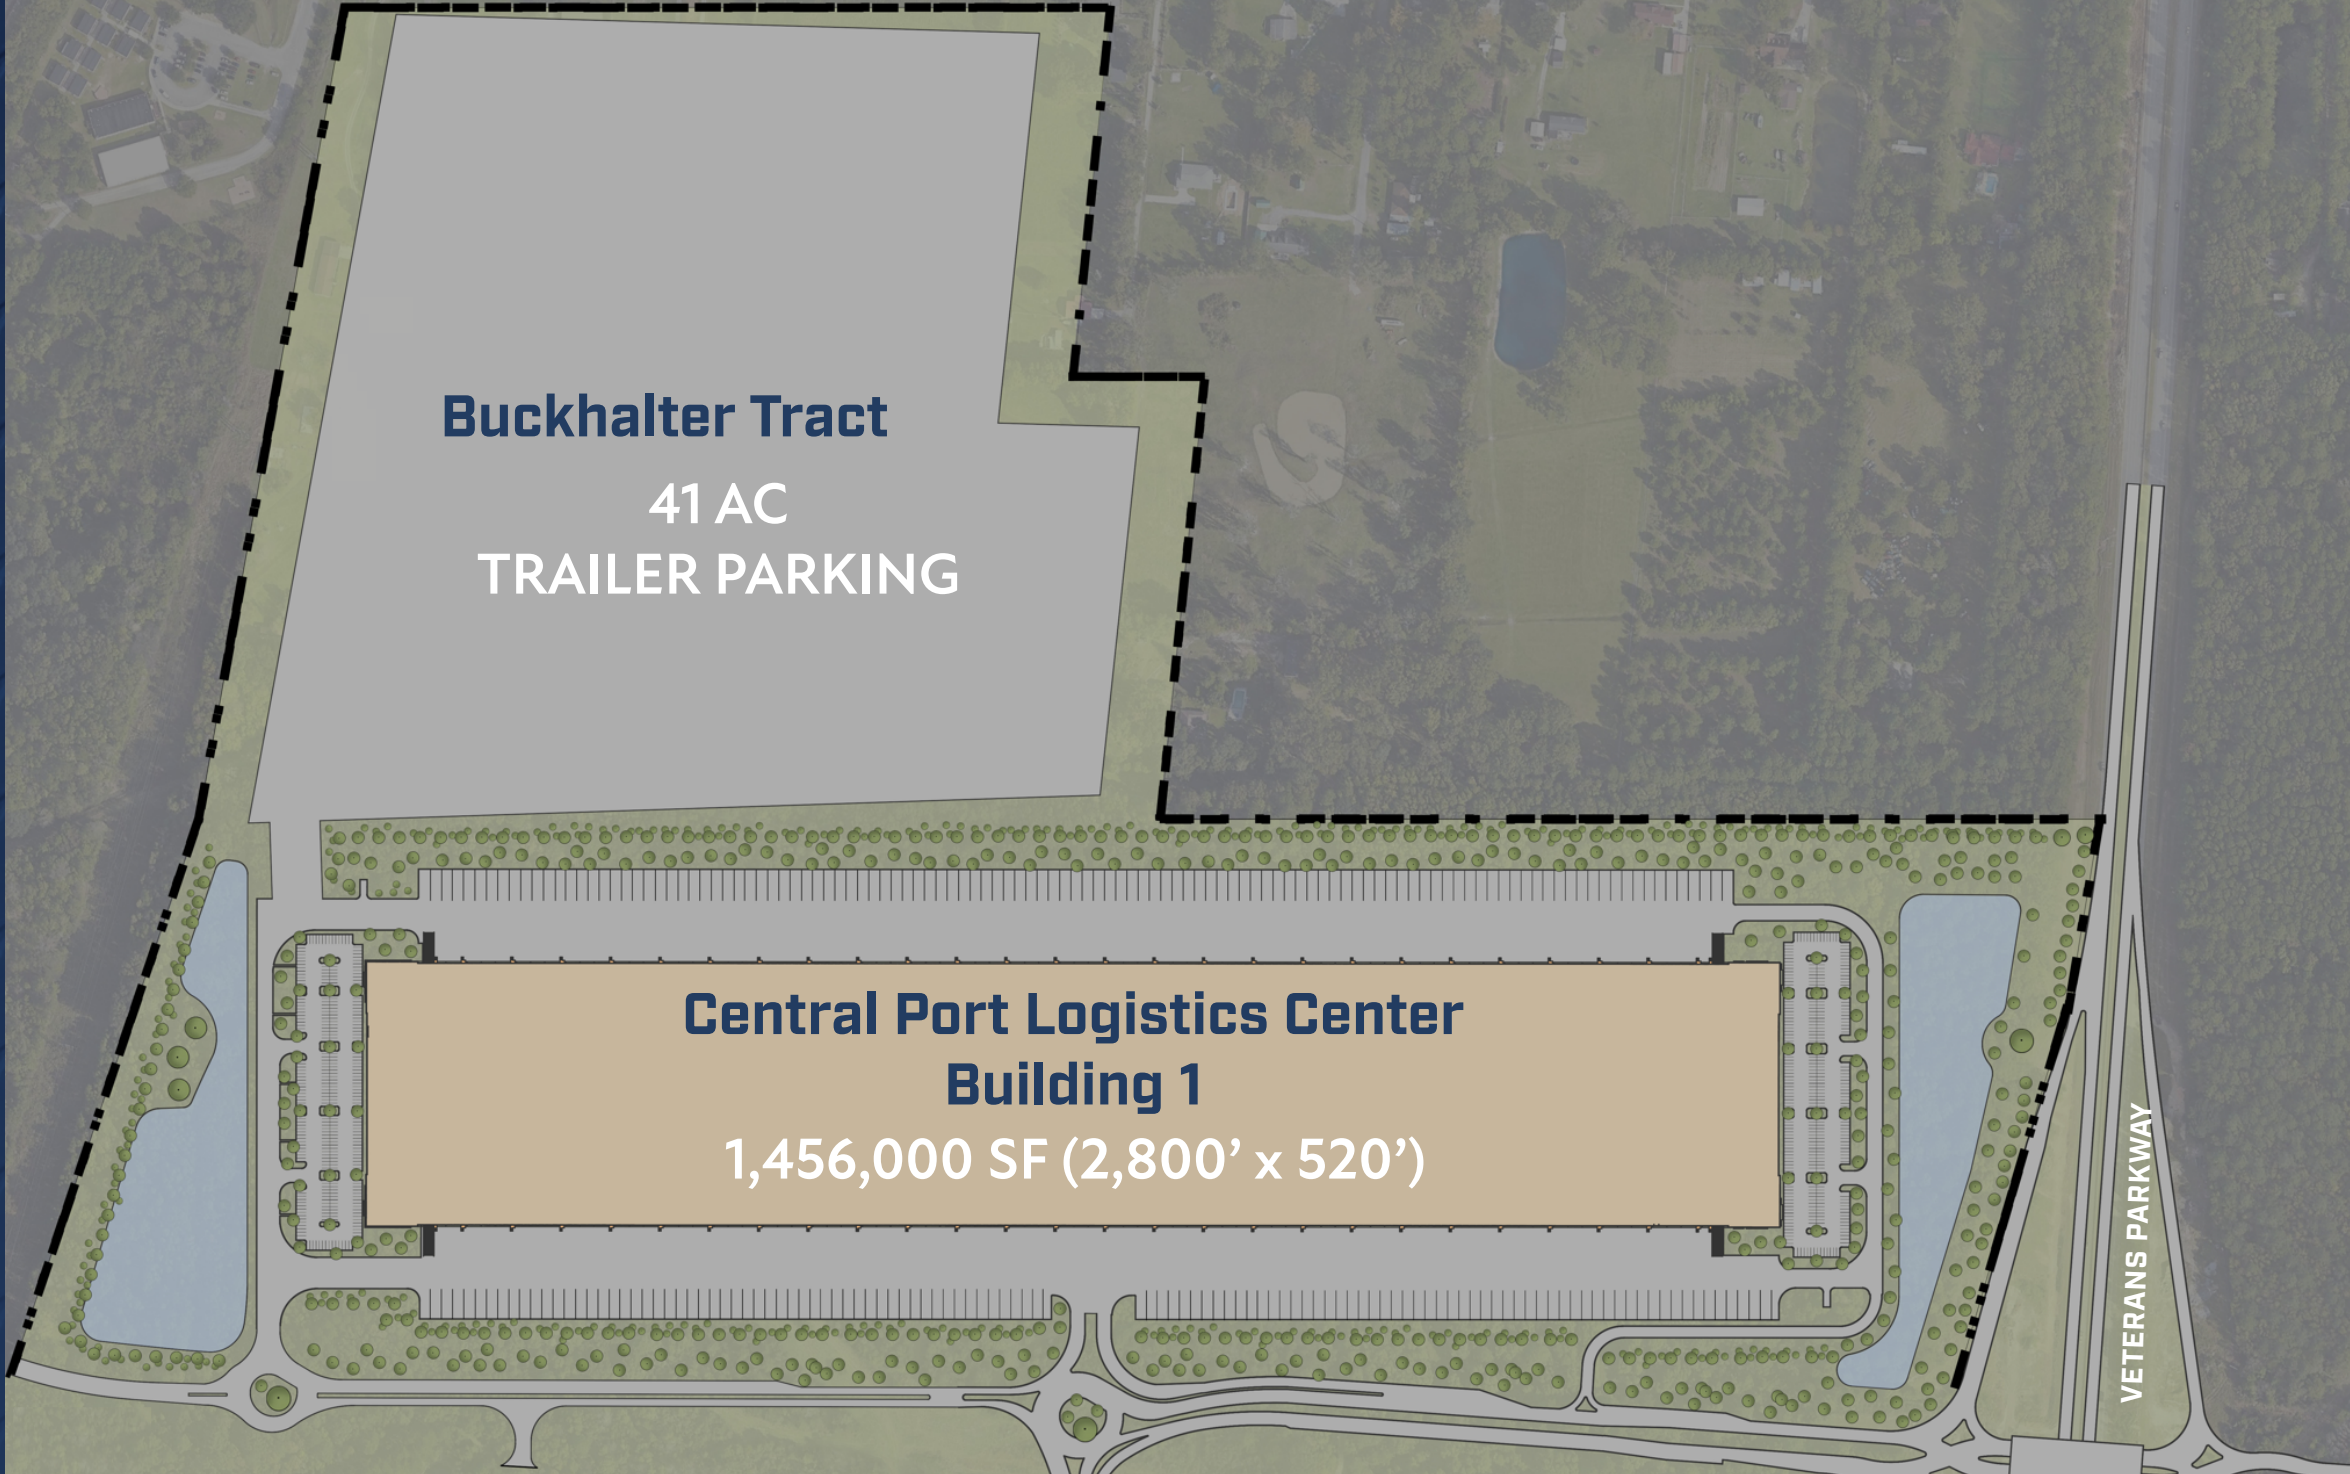 Buckhalter Tract
41 AC
TRAILER PARKING
Central Port Logistics Center
Building 1
1,456,000 SF (2,800’ x 520’)
VETERANS PARKWAY